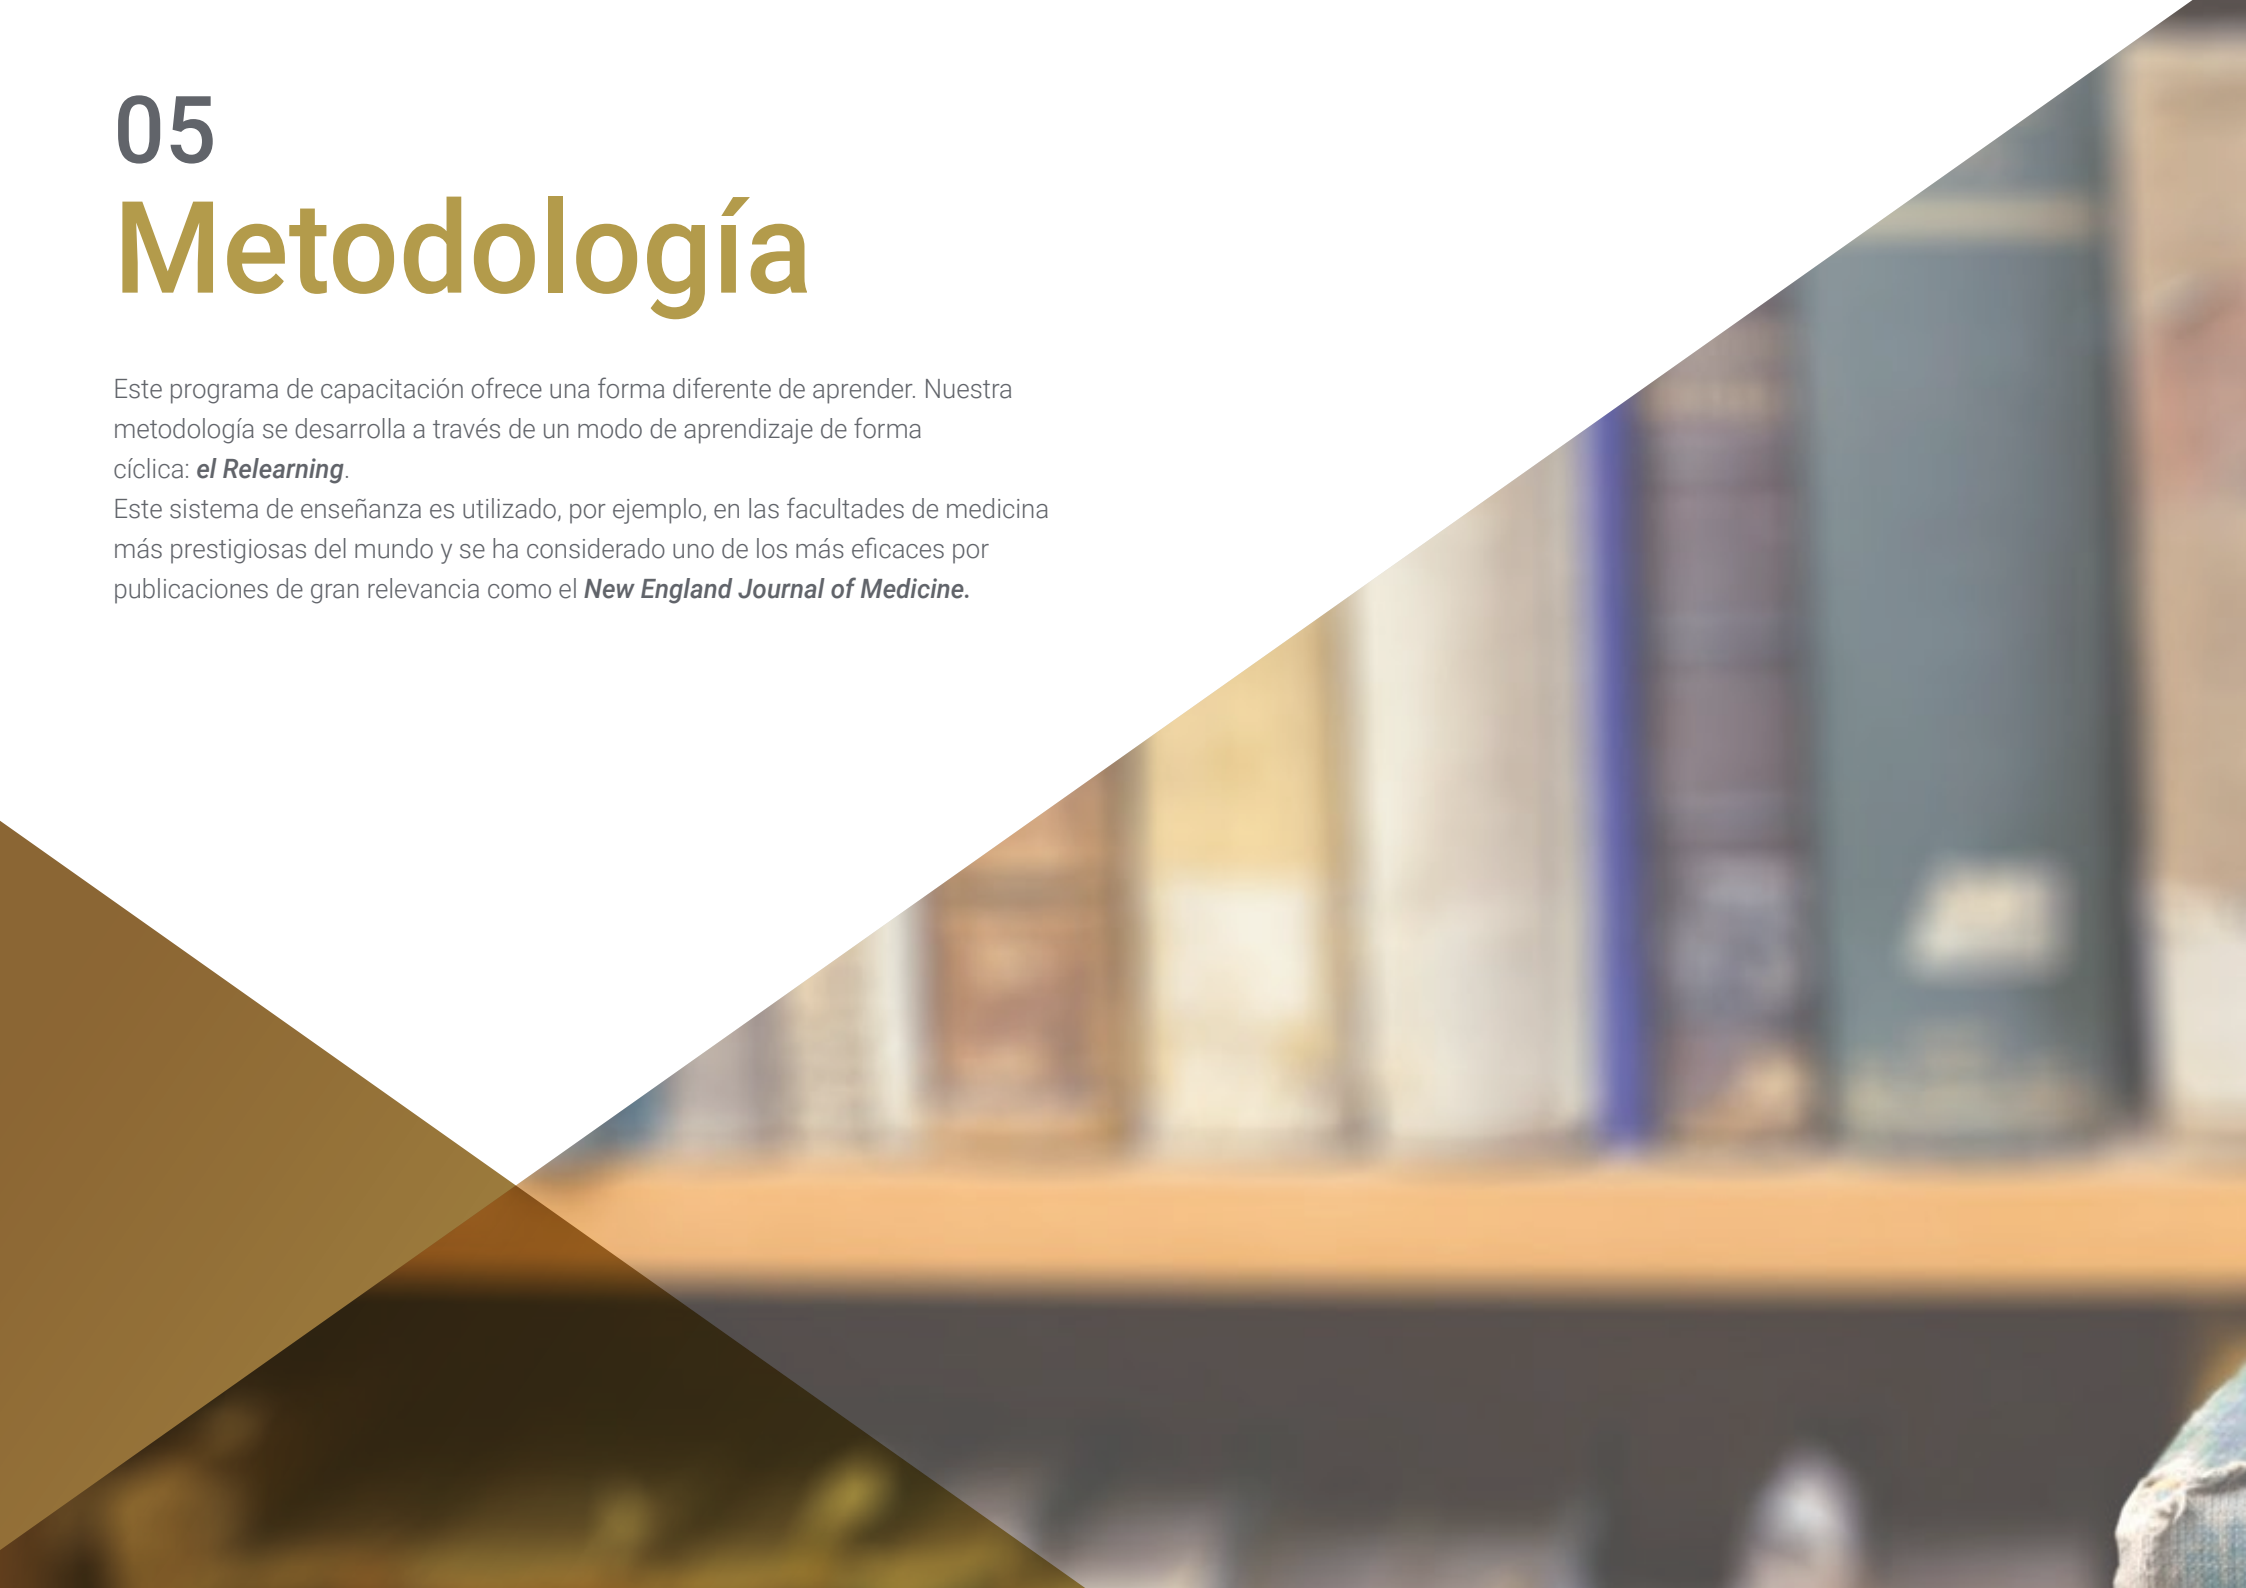 05
Metodología
Este programa de capacitación ofrece una forma diferente de aprender. Nuestra
metodología se desarrolla a través de un modo de aprendizaje de forma
cíclica: el Relearning.
Este sistema de enseñanza es utilizado, por ejemplo, en las facultades de medicina
más prestigiosas del mundo y se ha considerado uno de los más eficaces por
publicaciones de gran relevancia como el New England Journal of Medicine.